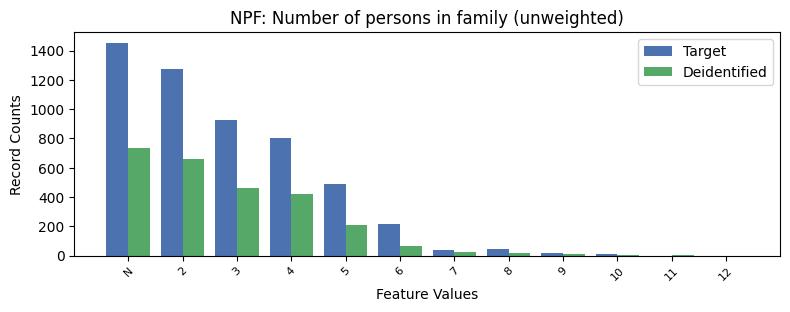 NPF: Number of persons in family (unweighted)
Target
Deidentified
Record Counts
1400
1200
1000
800
600
400
200
0
N 2 3 4 5 6 7 8 9 10 11 12
Feature Values